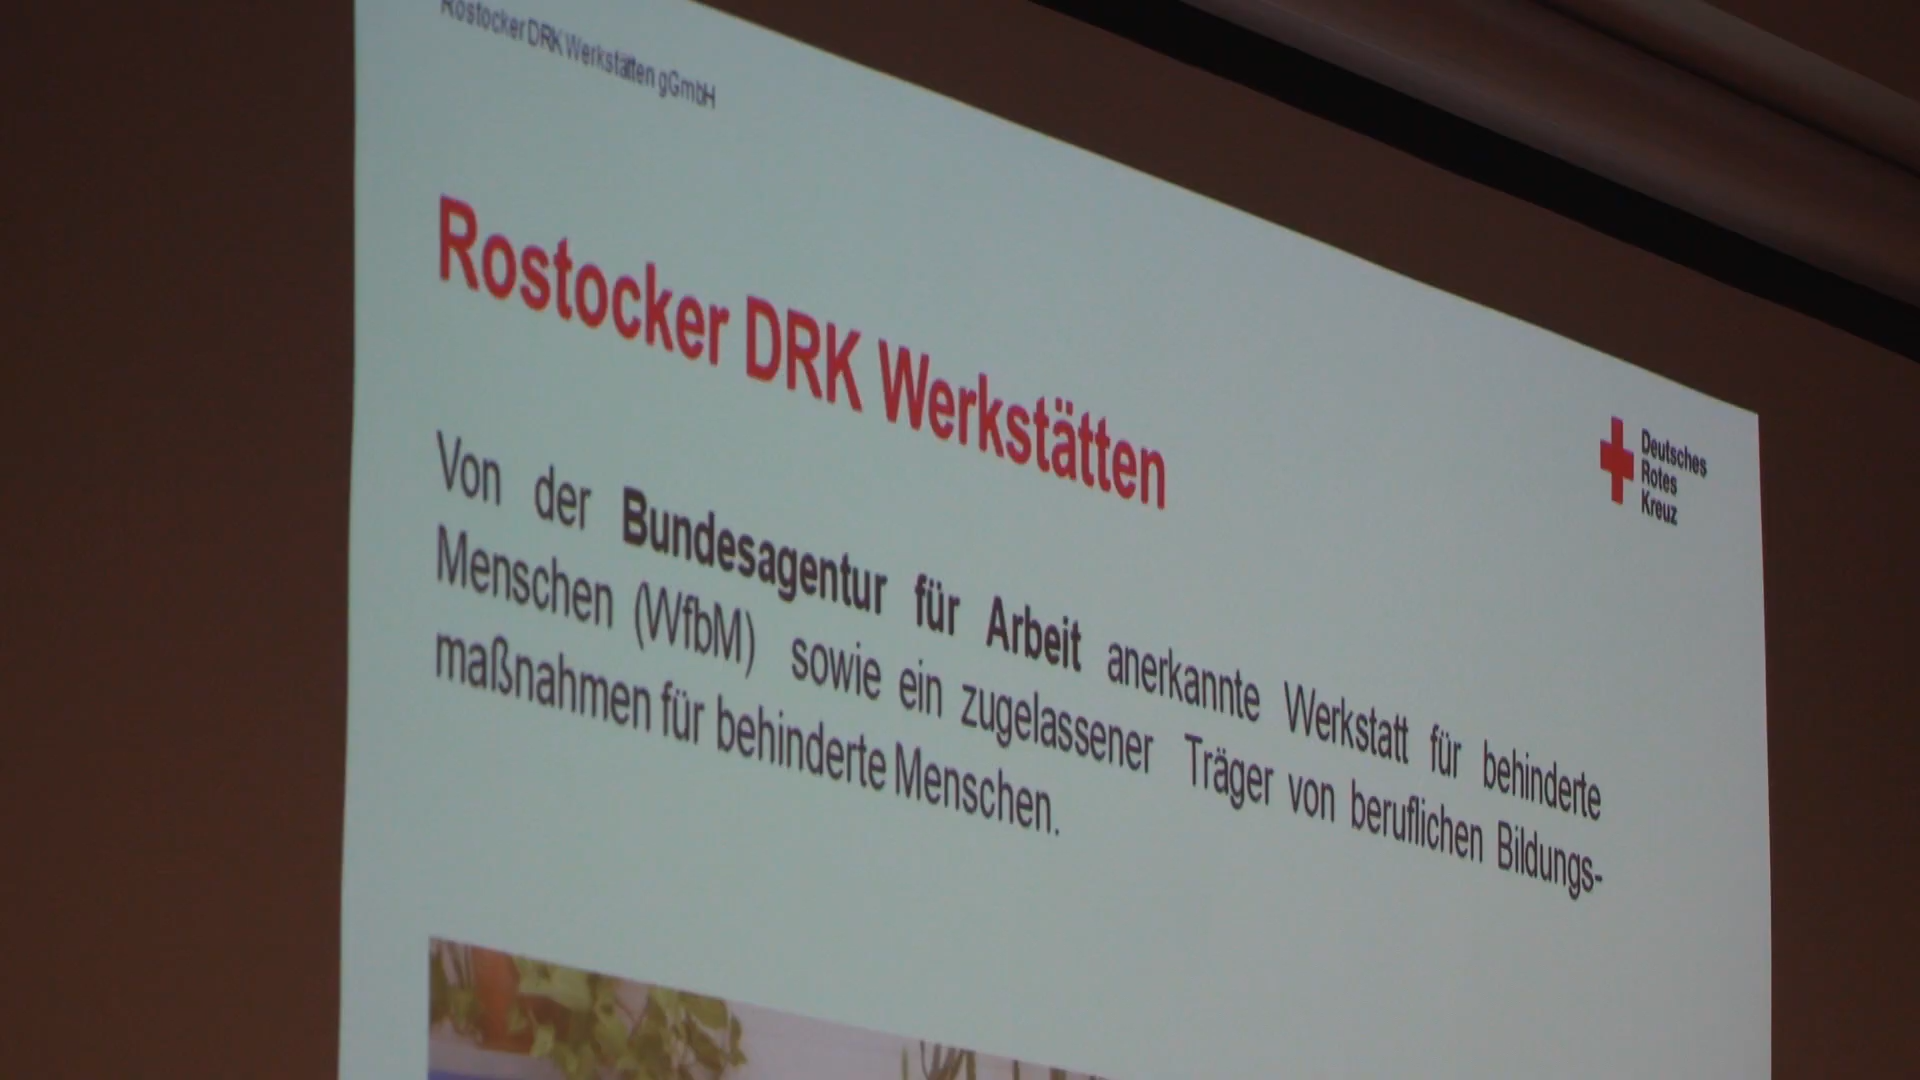 Rostocker DRK Werkstätten gGmbH
Rostocker DRK Werkstätten
Deutsches
Rotes
Kreuz
Von der Bundesagentur für Arbeit anerkannte Werkstatt für behinderte
Menschen (WfbM) sowie ein zugelassener Träger von beruflichen Bildungs-
maßnahmen für behinderte Menschen.